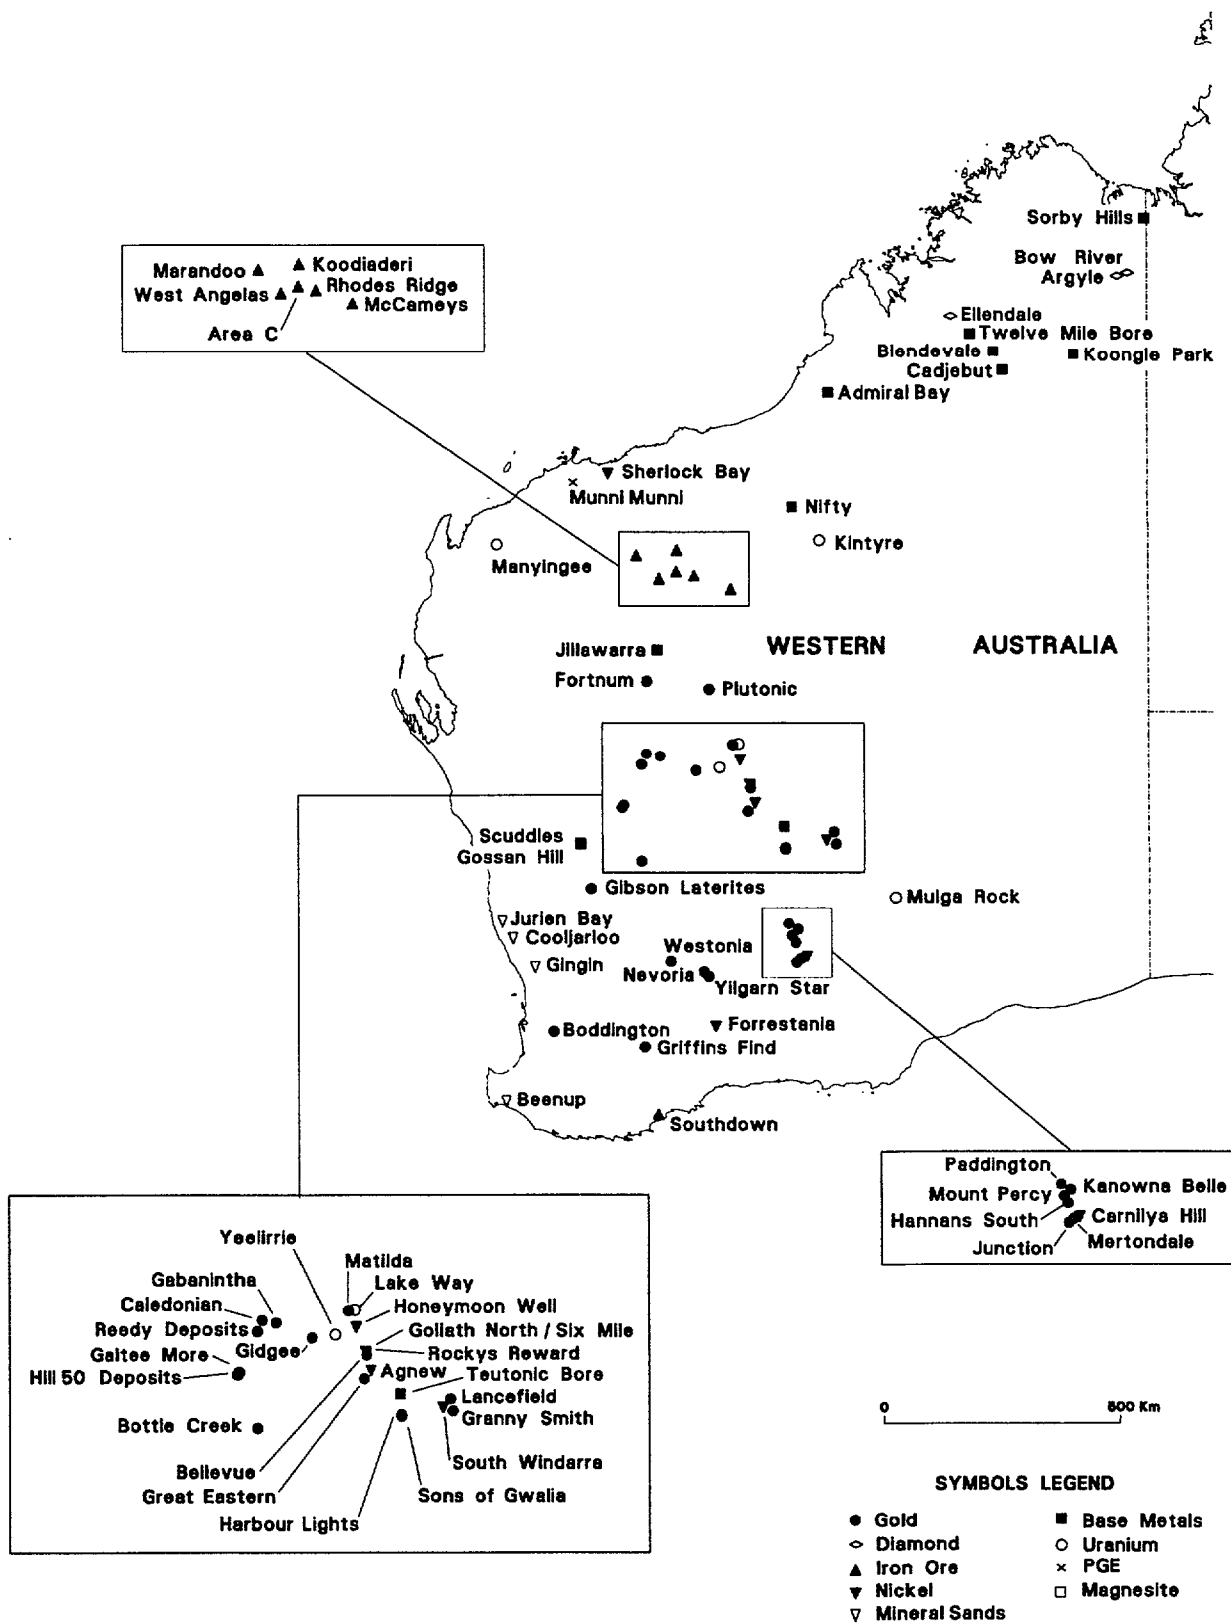 Sorby Hills
Bow River
Argyle
Ellendale
Twelve Mile Bore
Blendevale
Koongie Park
Cadjebut
Admiral Bay
Marandoo
Koodiaderi
West Angelas
Rhodes Ridge
McCameys
Area C
Sherlock Bay
Munni Munni
Nifty
Kintyre
Manyingee
WESTERN AUSTRALIA
Jillawarra
Fortnum
Plutonic
Scuddles
Gossan Hill
Gibson Laterites
Mulga Rock
Jurien Bay
Cooljarloo
Westonia
Gingin
Nevoria
Yilgarn Star
Boddington
Forrestania
Griffins Find
Beenup
Southdown
Paddington
Kanowna Belle
Mount Percy
Hannans South
Carnilya Hill
Mertondale
Junction
Yeelirrie
Matilda
Lake Way
Gabanintha
Caledonian
Honeymoon Well
Reedy Deposits
Goliath North / Six Mile
Gidgee
Rockys Reward
Galtee More
Agnew
Teutonic Bore
Hill 50 Deposits
Lancefield
Granny Smith
Bottle Creek
South Windarra
Bellevue
Great Eastern
Sons of Gwalia
Harbour Lights
0 500 Km
SYMBOLS LEGEND
Gold
Base Metals
Diamond
Uranium
Iron Ore
PGE
Nickel
Magnesite
Mineral Sands